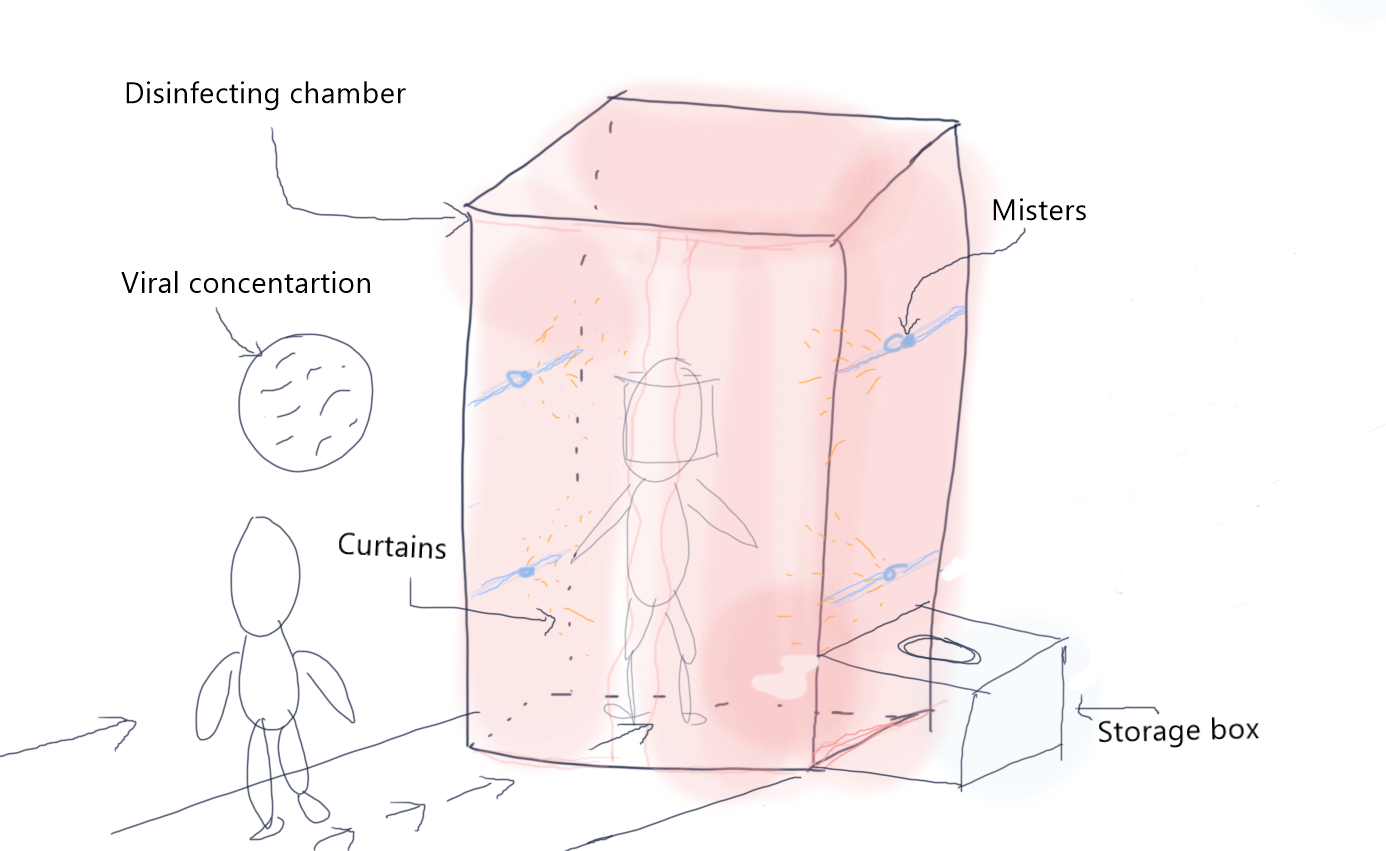 Disinfecting chamber
Misters
Viral concentartion
Curtains
Storage box